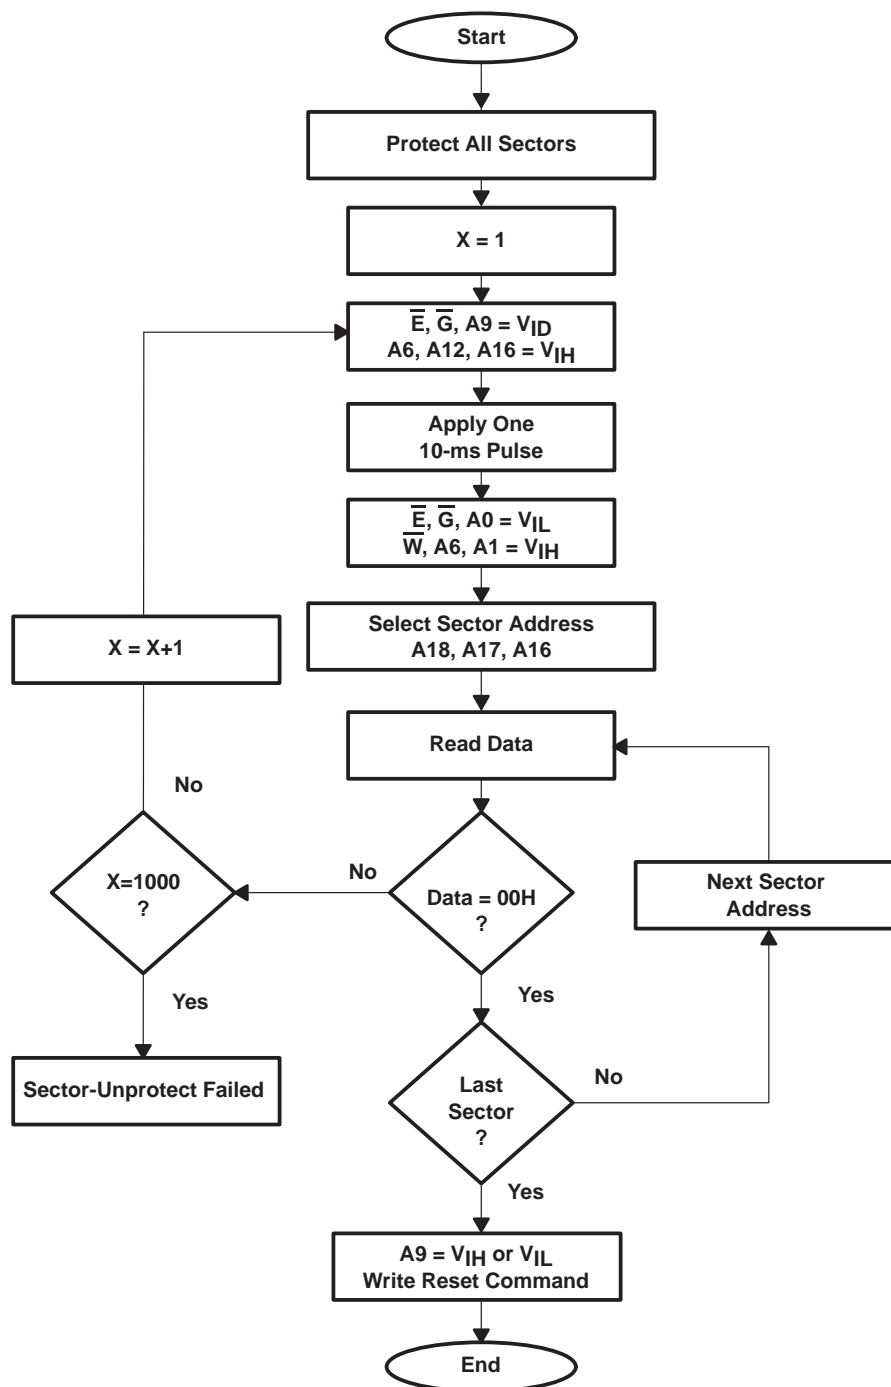 Start
Protect All Sectors
X = 1
E̅, G̅, A9 = VID
A6, A12, A16 = VIH
Apply One
10-ms Pulse
E̅, G̅, A0 = VIL
W̅, A6, A1 = VIH
Select Sector Address
A18, A17, A16
X = X+1
Read Data
No
X=1000
?
No
Data = 00H
?
Next Sector
Address
Yes
Yes
Sector-Unprotect Failed
Last
Sector
?
No
Yes
A9 = VIH or VIL
Write Reset Command
End